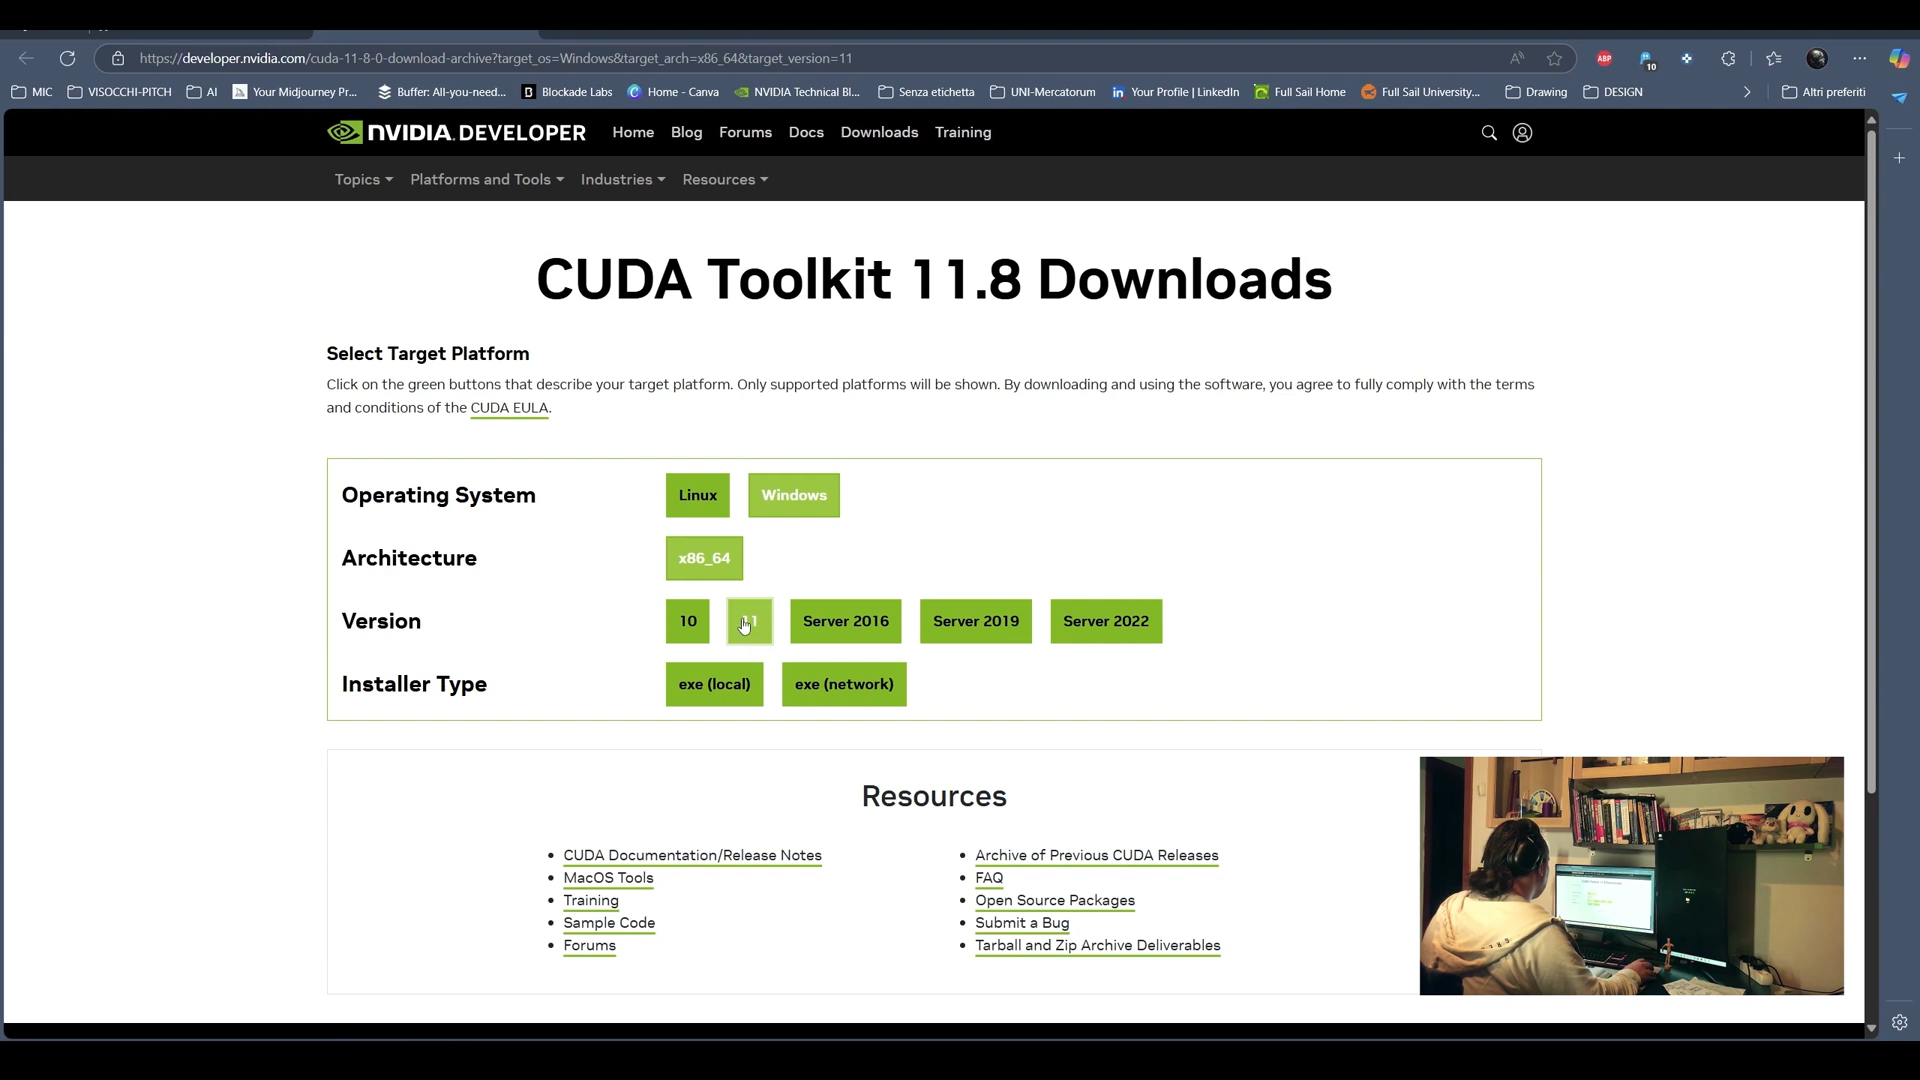 https://developer.nvidia.com/cuda-11-8-0-download-archive?target_os=Windows&target_arch=x86_64&target_version=11
ABP
10
MIC VISOCCHI-PITCH AI Your Midjourney Pr... Buffer: All-you-need... Blockade Labs Home - Canva NVIDIA Technical Bl... Senza etichetta UNI-Mercatorum Your Profile | LinkedIn Full Sail Home Full Sail University... Drawing DESIGN Altri preferiti
NVIDIA. DEVELOPER Home Blog Forums Docs Downloads Training
Topics Platforms and Tools Industries Resources
CUDA Toolkit 11.8 Downloads
Select Target Platform
Click on the green buttons that describe your target platform. Only supported platforms will be shown. By downloading and using the software, you agree to fully comply with the terms
and conditions of the CUDA EULA.
Operating System Linux Windows
Architecture x86_64
Version 10 11 Server 2016 Server 2019 Server 2022
Installer Type exe (local) exe (network)
Resources
CUDA Documentation/Release Notes
MacOS Tools
Training
Sample Code
Forums
Archive of Previous CUDA Releases
FAQ
Open Source Packages
Submit a Bug
Tarball and Zip Archive Deliverables